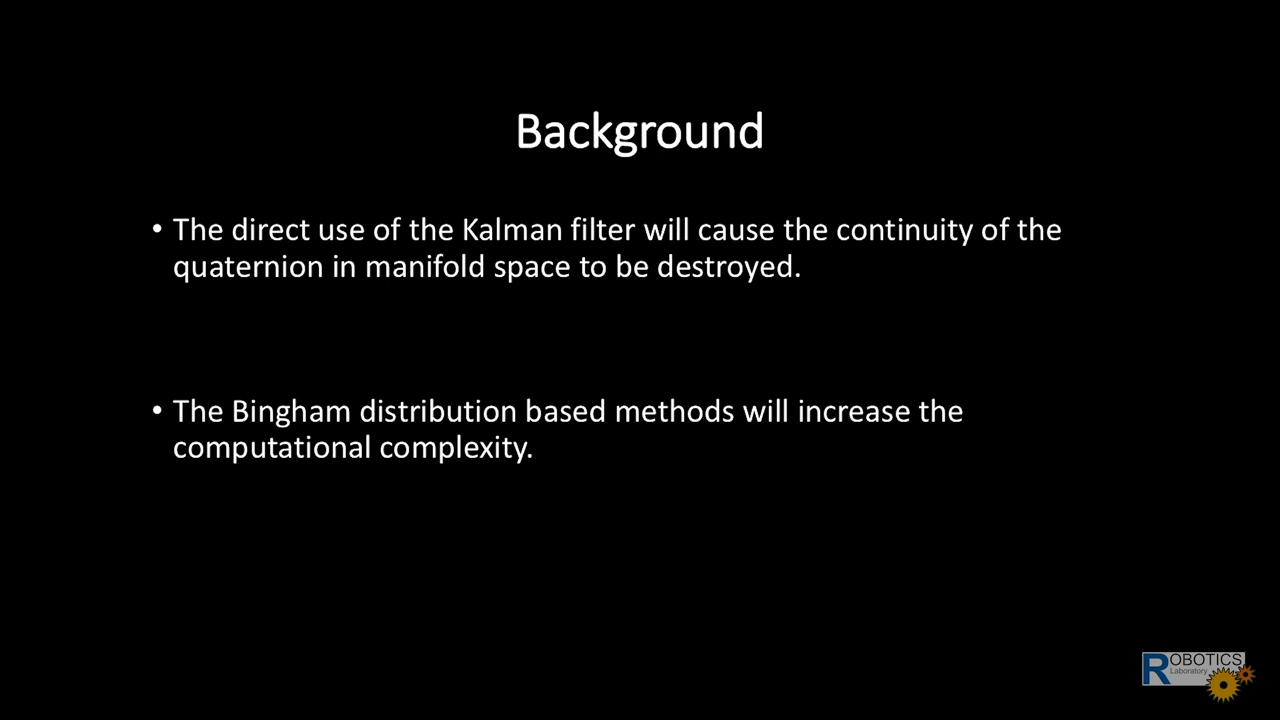 Background
• The direct use of the Kalman filter will cause the continuity of the
quaternion in manifold space to be destroyed.
• The Bingham distribution based methods will increase the
computational complexity.
ROBOTICS
Laboratory